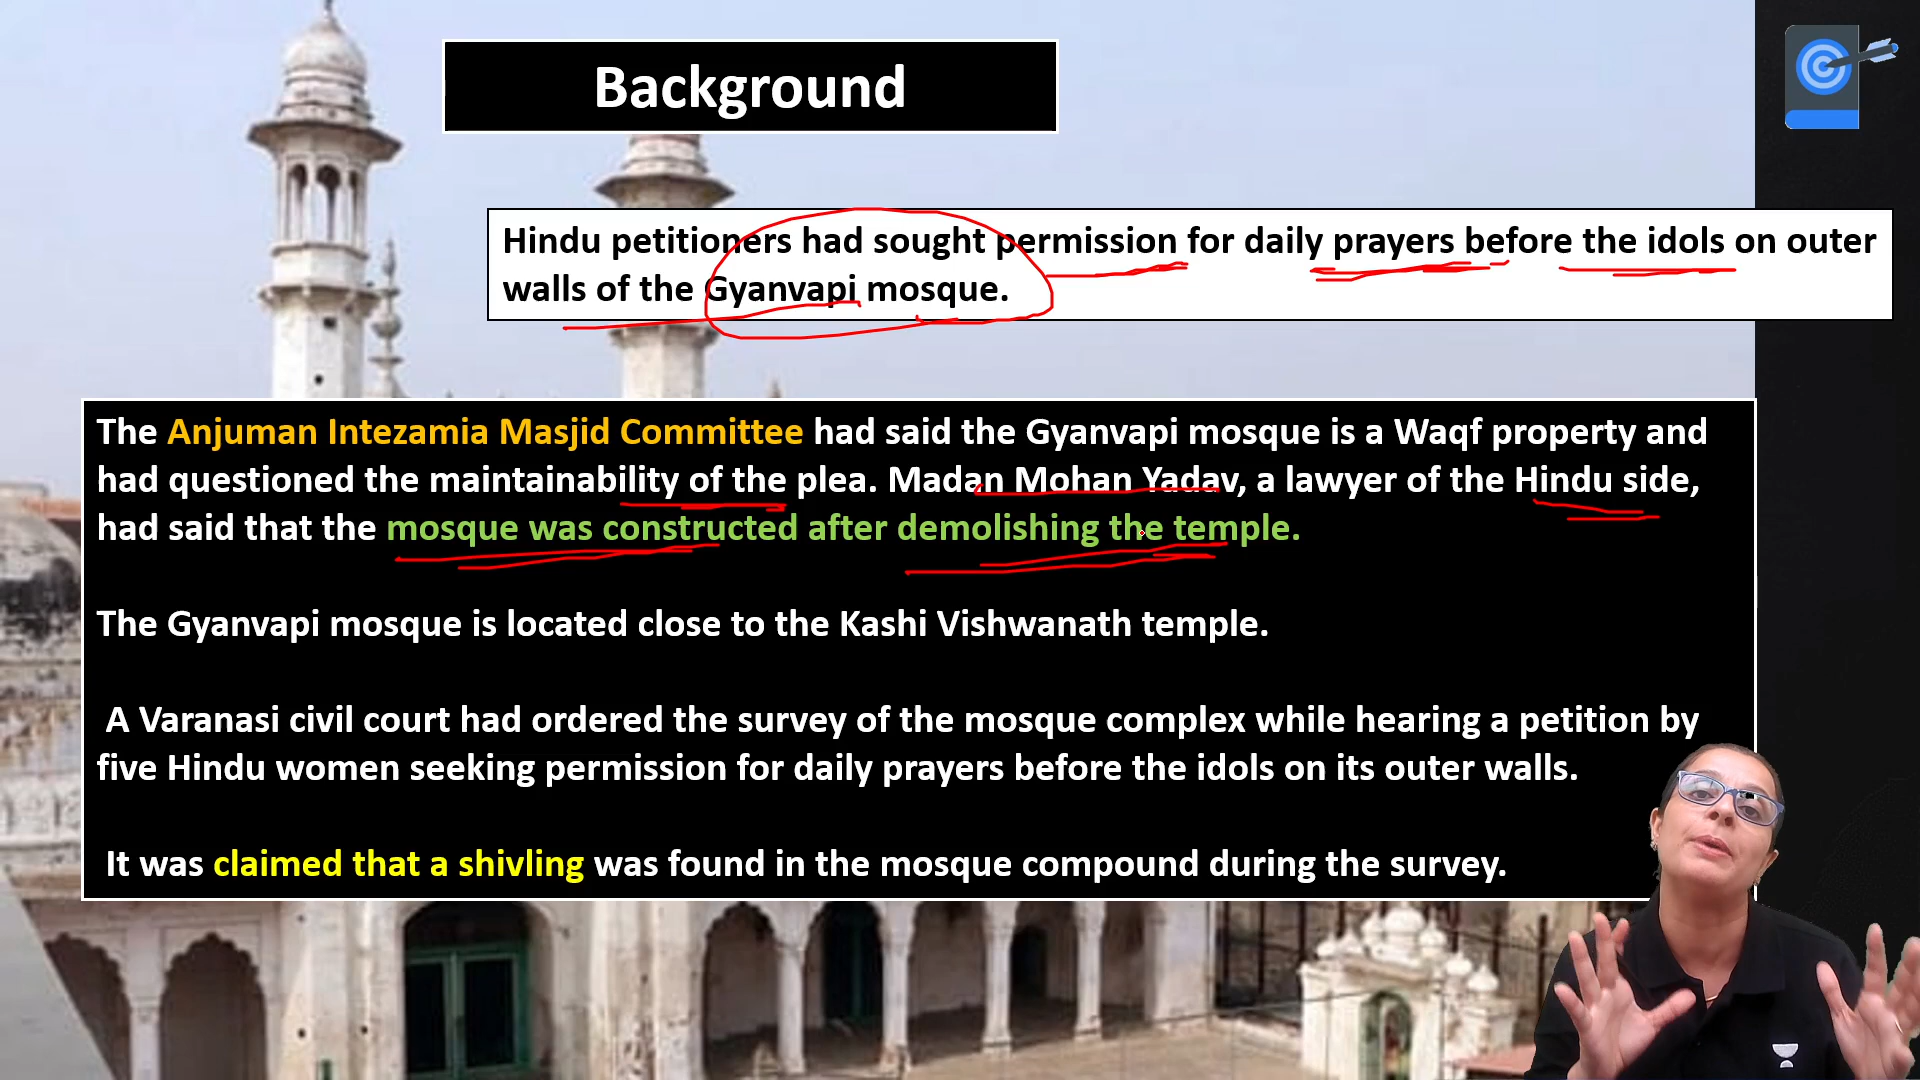 Background
Hindu petitioners had sought permission for daily prayers before the idols on outer
walls of the Gyanvapi mosque.
The Anjuman Intezamia Masjid Committee had said the Gyanvapi mosque is a Waqf property and
had questioned the maintainability of the plea. Madan Mohan Yadav, a lawyer of the Hindu side,
had said that the mosque was constructed after demolishing the temple.
The Gyanvapi mosque is located close to the Kashi Vishwanath temple.
A Varanasi civil court had ordered the survey of the mosque complex while hearing a petition by
five Hindu women seeking permission for daily prayers before the idols on its outer walls.
It was claimed that a shivling was found in the mosque compound during the survey.